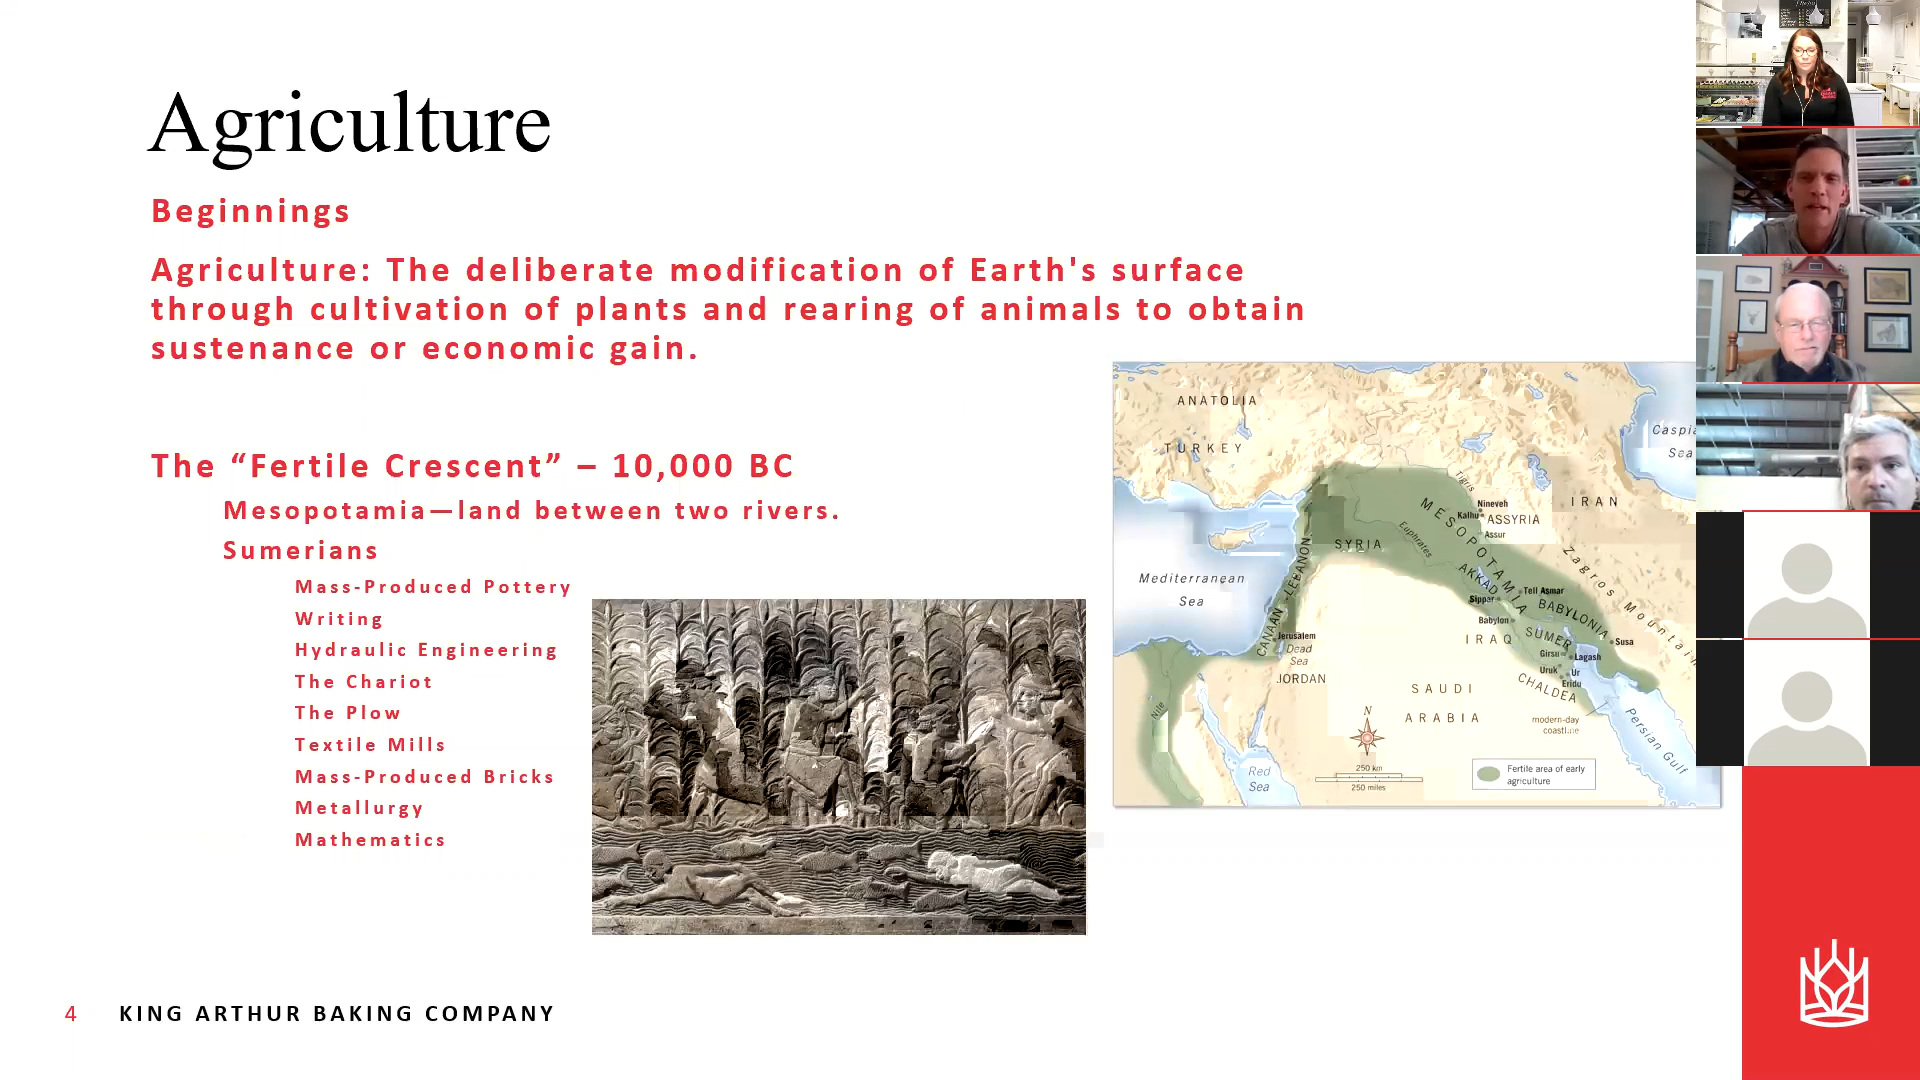 Agriculture
Beginnings
Agriculture: The deliberate modification of Earth's surface
through cultivation of plants and rearing of animals to obtain
sustenance or economic gain.
The “Fertile Crescent” – 10,000 BC
Mesopotamia—land between two rivers.
Sumerians
Mass-Produced Pottery
Writing
Hydraulic Engineering
The Chariot
The Plow
Textile Mills
Mass-Produced Bricks
Metallurgy
Mathematics
ANATOLIA
TURKEY
Sea
Tigris
Nineveh
Kalhu
ASSYRIA
Assur
IRAN
MESOPOTAMIA
Euphrates
SYRIA
Zagros
CANAAN - LEBANON
Mediterranean
Sea
AKKAD
Tell Asmar
Sippar
BABYLONIA
Babylon
IRAQ
SUMER
Susa
Girsu
Lagash
Uruk
Ur
Eridu
CHALDEA
Jerusalem
Dead
Sea
JORDAN
SAUDI
ARABIA
Nile
N
modern-day
coastline
Persian Gulf
Red
Sea
250 km
250 miles
Fertile area of early
agriculture
4 KING ARTHUR BAKING COMPANY